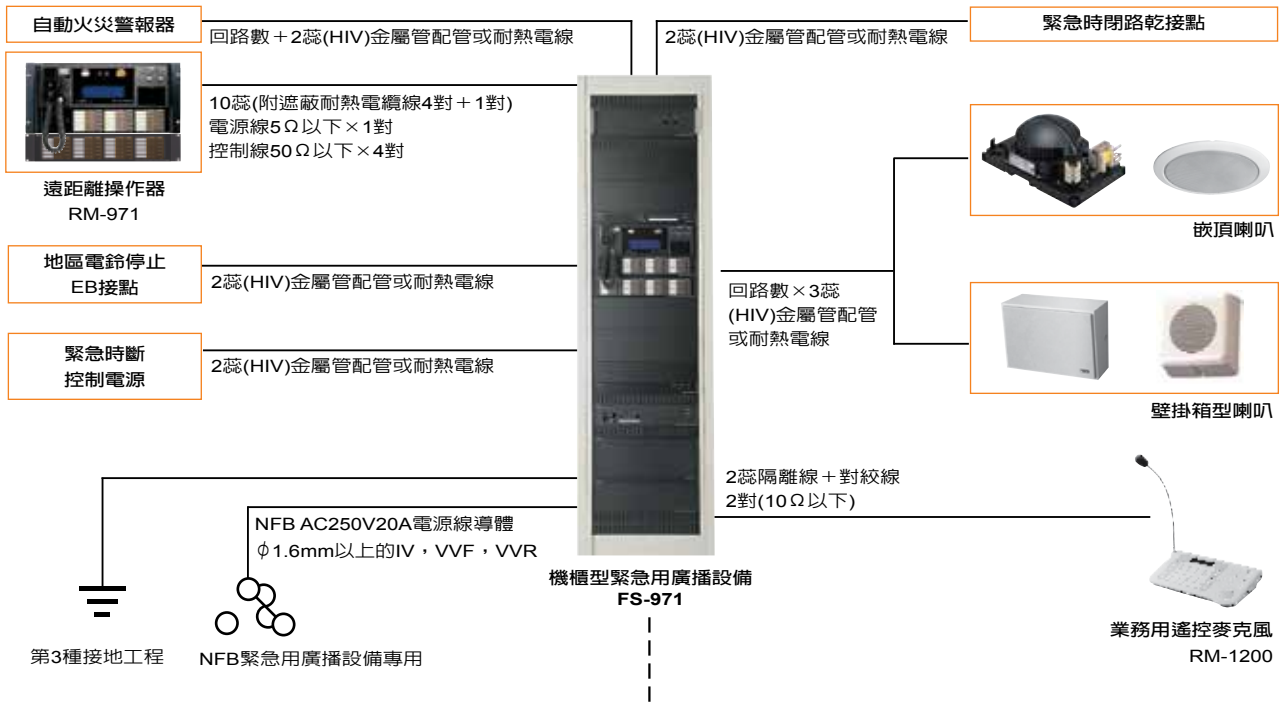 自動火災警報器
回路數＋2蕊(HIV)金屬管配管或耐熱電線
2蕊(HIV)金屬管配管或耐熱電線
緊急時閉路乾接點
10蕊(附遮蔽耐熱電纜線4對＋1對)
電源線5Ω以下×1對
控制線50Ω以下×4對
遠距離操作器
RM-971
嵌頂喇叭
地區電鈴停止
EB接點
2蕊(HIV)金屬管配管或耐熱電線
回路數×3蕊
(HIV)金屬管配管
或耐熱電線
緊急時斷
控制電源
2蕊(HIV)金屬管配管或耐熱電線
壁掛箱型喇叭
2蕊隔離線＋對絞線
2對(10Ω以下)
NFB AC250V20A電源線導體
φ1.6mm以上的IV，VVF，VVR
機櫃型緊急用廣播設備
FS-971
第3種接地工程
NFB緊急用廣播設備專用
業務用遙控麥克風
RM-1200